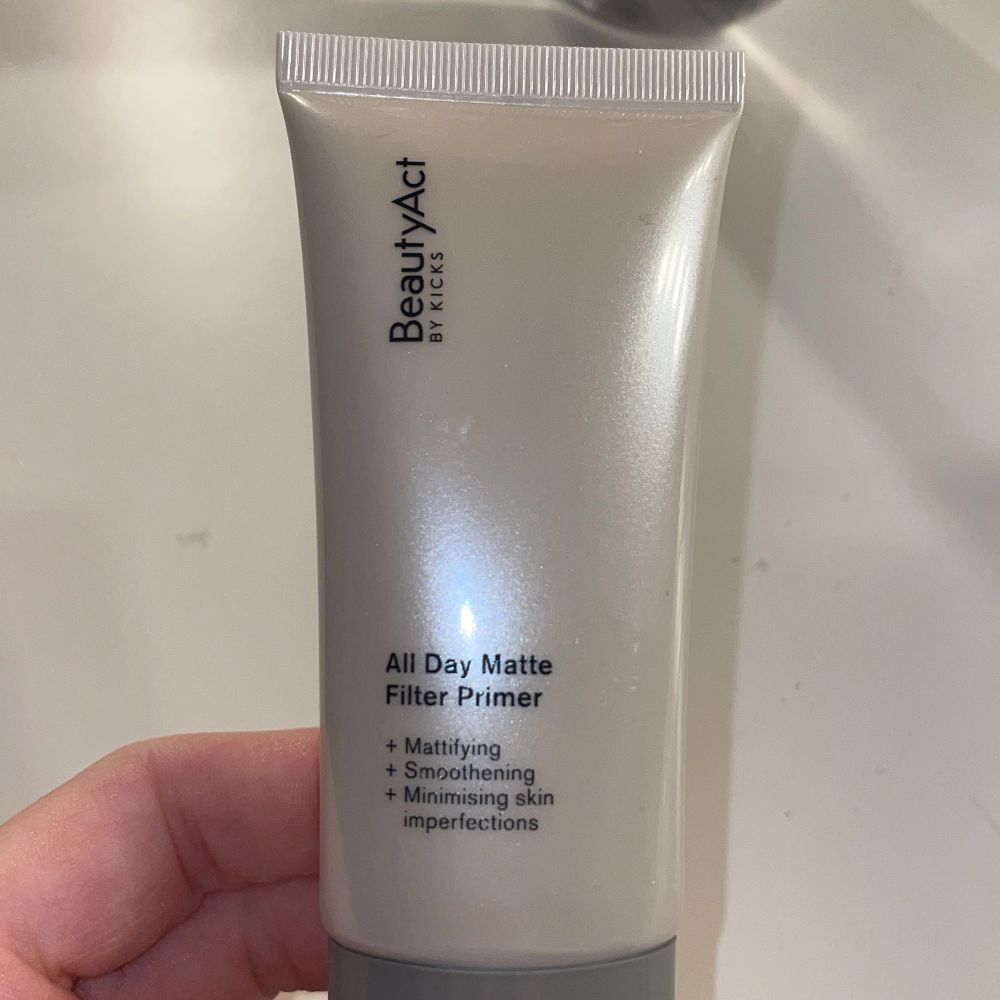 BeautyAct
BY KICKS
All Day Matte
Filter Primer
+ Mattifying
+ Smoothening
+ Minimising skin
imperfections